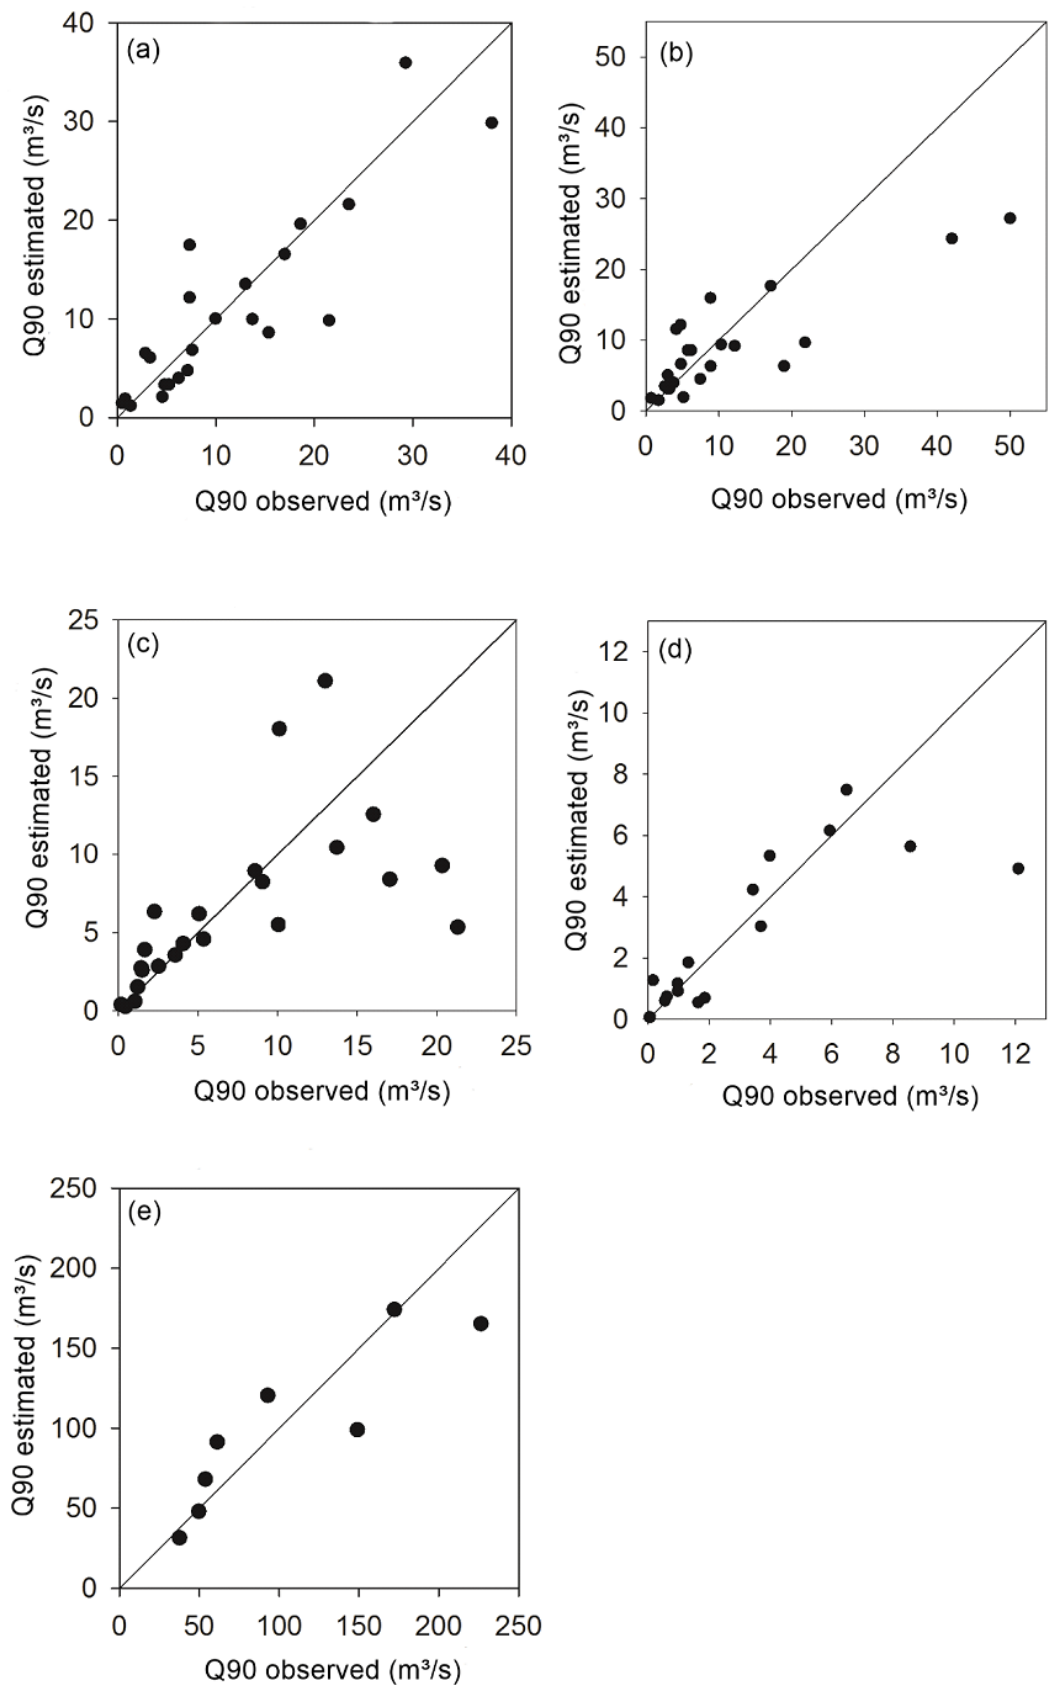 (a)
Q90 estimated (m³/s)
40
30
20
10
0
0 10 20 30 40
Q90 observed (m³/s)
(b)
Q90 estimated (m³/s)
50
40
30
20
10
0
0 10 20 30 40 50
Q90 observed (m³/s)
(c)
Q90 estimated (m³/s)
25
20
15
10
5
0
0 5 10 15 20 25
Q90 observed (m³/s)
(d)
Q90 estimated (m³/s)
12
10
8
6
4
2
0
0 2 4 6 8 10 12
Q90 observed (m³/s)
(e)
Q90 estimated (m³/s)
250
200
150
100
50
0
0 50 100 150 200 250
Q90 observed (m³/s)